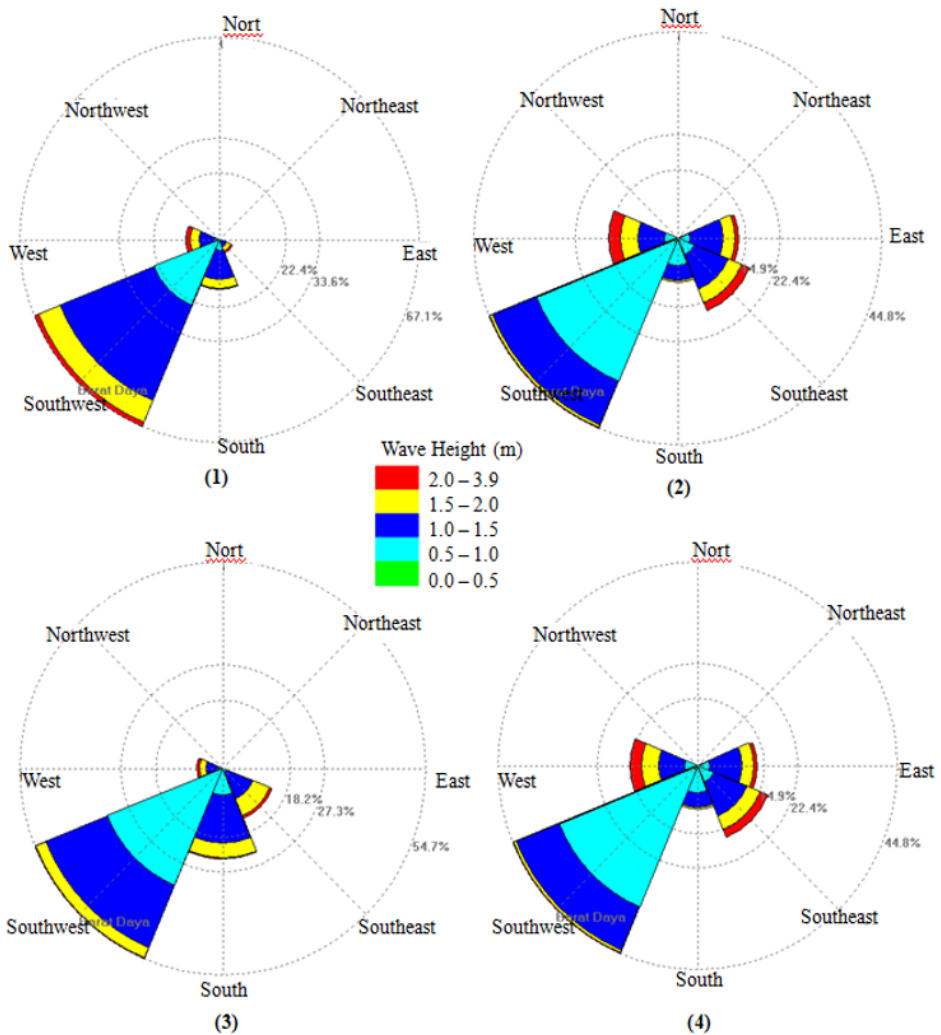 Nort
Northwest
Northeast
West
East
22.4%
33.6%
67.1%
Barat Daya
Southwest
Southeast
South
(1)
Nort
Northwest
Northeast
West
East
4.9%
22.4%
44.8%
Barat Daya
Southwest
Southeast
South
(2)
Wave Height (m)
2.0 – 3.9
1.5 – 2.0
1.0 – 1.5
0.5 – 1.0
0.0 – 0.5
Nort
Northwest
Northeast
West
East
18.2%
27.3%
54.7%
Barat Daya
Southwest
Southeast
South
(3)
Nort
Northwest
Northeast
West
East
4.9%
22.4%
44.8%
Barat Daya
Southwest
Southeast
South
(4)